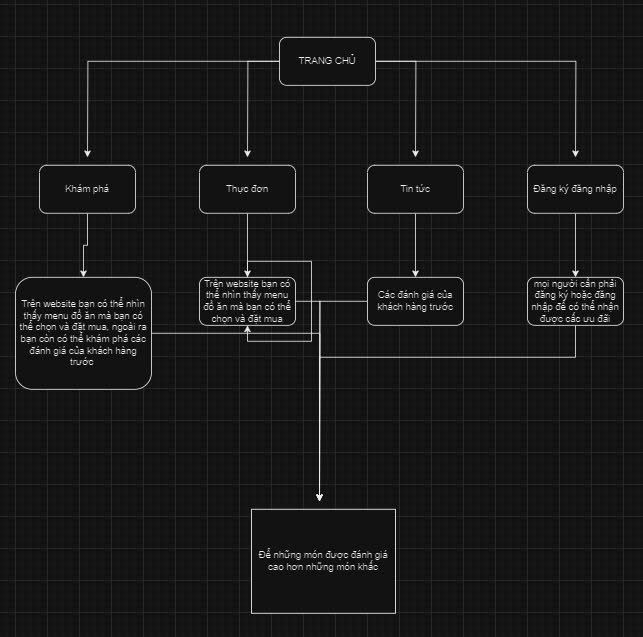 TRANG CHỦ
Khám phá
Thực đơn
Tin tức
Đăng ký đăng nhập
Trên website bạn có thể nhìn
thấy menu đồ ăn mà bạn có
thể chọn và đặt mua, ngoài ra
bạn còn có thể khám phá các
đánh giá của khách hàng
trước
Trên website bạn có
thể nhìn thấy menu
đồ ăn mà bạn có thể
chọn và đặt mua
Các đánh giá của
khách hàng trước
mọi người cần phải
đăng ký hoặc đăng
nhập để có thể nhận
được các ưu đãi
Để những món được đánh giá
cao hơn những món khác